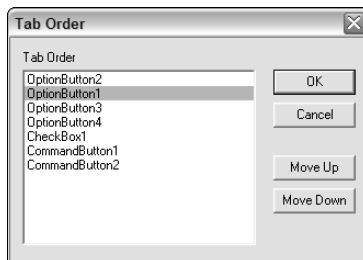 Tab Order
Tab Order
OptionButton2
OptionButton1
OptionButton3
OptionButton4
CheckBox1
CommandButton1
CommandButton2
OK
Cancel
Move Up
Move Down